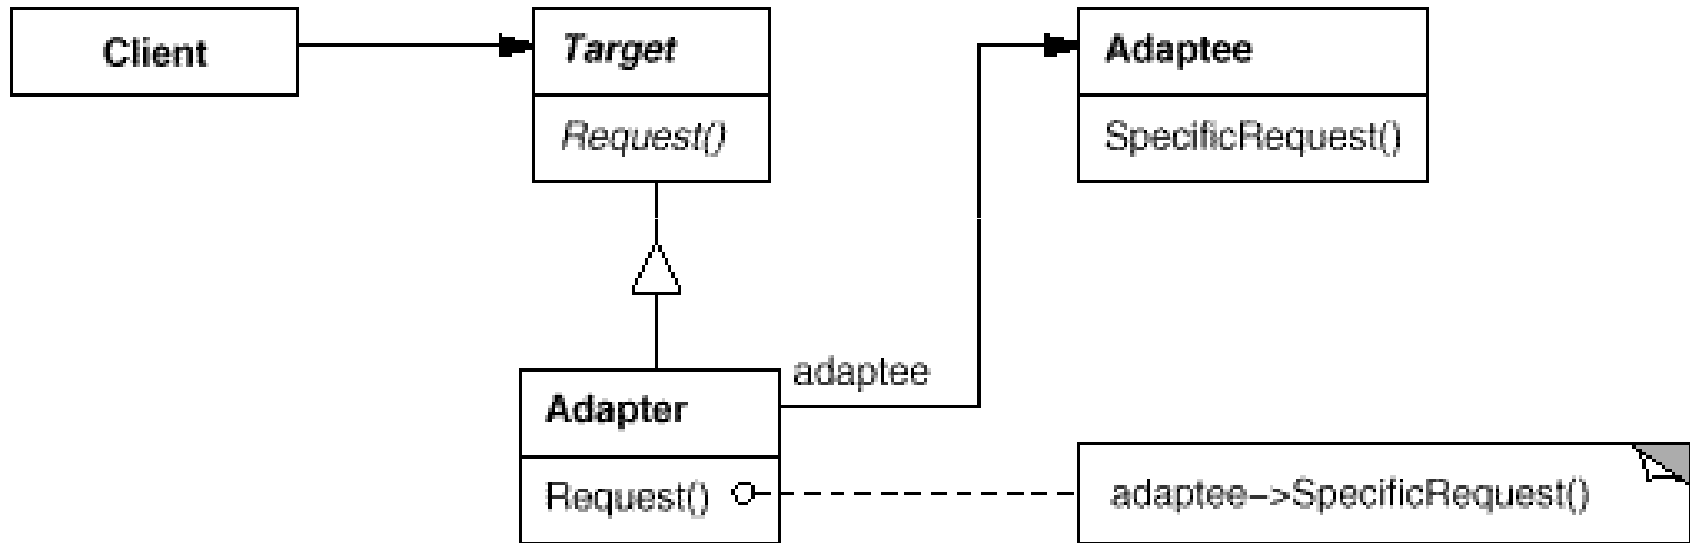 Client
Target
Request()
Adaptee
SpecificRequest()
adaptee
Adapter
Request()
adaptee->SpecificRequest()